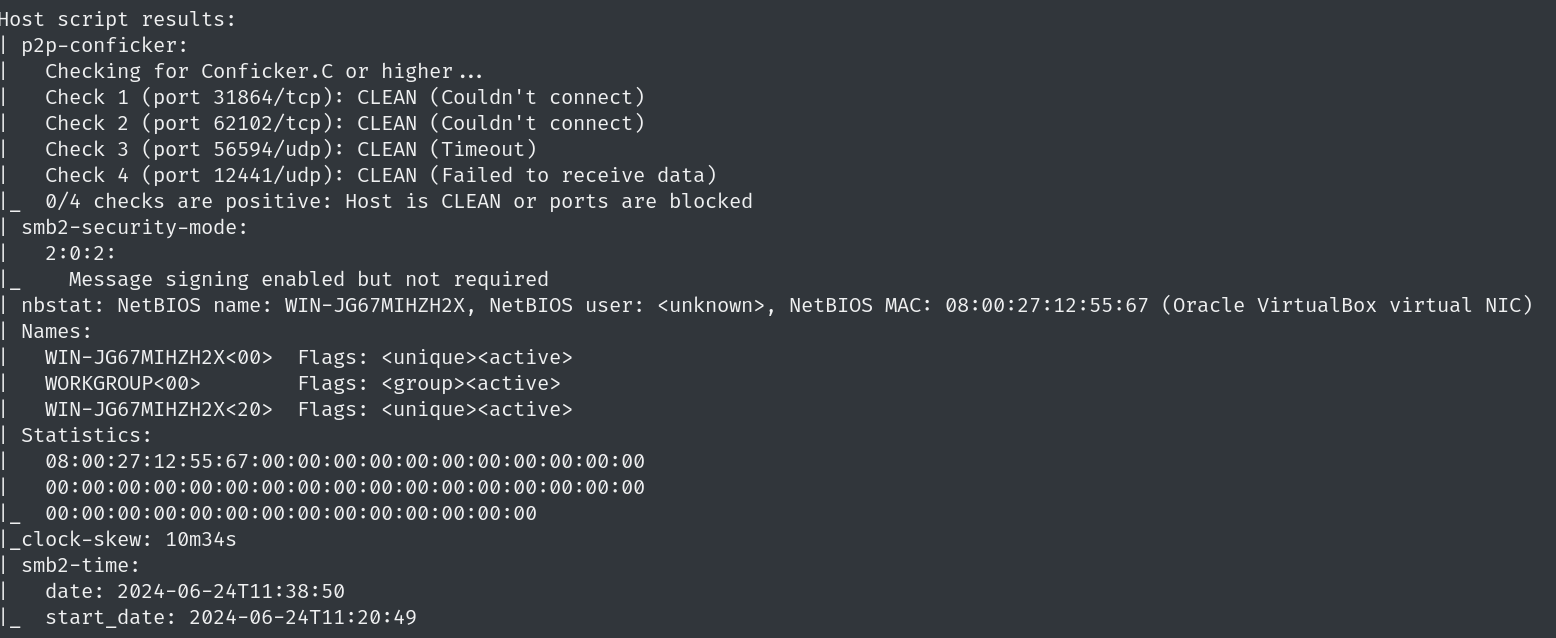 Host script results:
| p2p-conficker:
|   Checking for Conficker.C or higher...
|   Check 1 (port 31864/tcp): CLEAN (Couldn't connect)
|   Check 2 (port 62102/tcp): CLEAN (Couldn't connect)
|   Check 3 (port 56594/udp): CLEAN (Timeout)
|   Check 4 (port 12441/udp): CLEAN (Failed to receive data)
|_  0/4 checks are positive: Host is CLEAN or ports are blocked
| smb2-security-mode:
|   2:0:2:
|_    Message signing enabled but not required
| nbstat: NetBIOS name: WIN-JG67MIHZH2X, NetBIOS user: <unknown>, NetBIOS MAC: 08:00:27:12:55:67 (Oracle VirtualBox virtual NIC)
| Names:
|   WIN-JG67MIHZH2X<00>  Flags: <unique><active>
|   WORKGROUP<00>        Flags: <group><active>
|   WIN-JG67MIHZH2X<20>  Flags: <unique><active>
| Statistics:
|   08:00:27:12:55:67:00:00:00:00:00:00:00:00:00:00:00
|   00:00:00:00:00:00:00:00:00:00:00:00:00:00:00:00:00
|_  00:00:00:00:00:00:00:00:00:00:00:00:00:00
|_clock-skew: 10m34s
| smb2-time:
|   date: 2024-06-24T11:38:50
|_  start_date: 2024-06-24T11:20:49